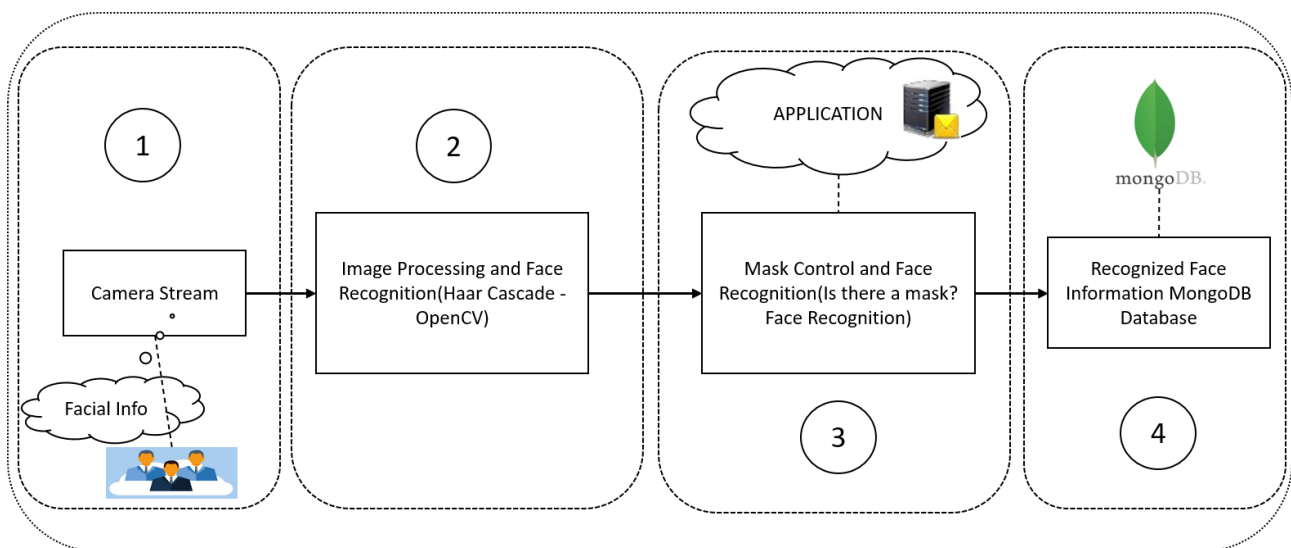 1
Camera Stream
Facial Info
2
Image Processing and Face
Recognition(Haar Cascade -
OpenCV)
APPLICATION
Mask Control and Face
Recognition(Is there a mask?
Face Recognition)
3
mongoDB.
Recognized Face
Information MongoDB
Database
4